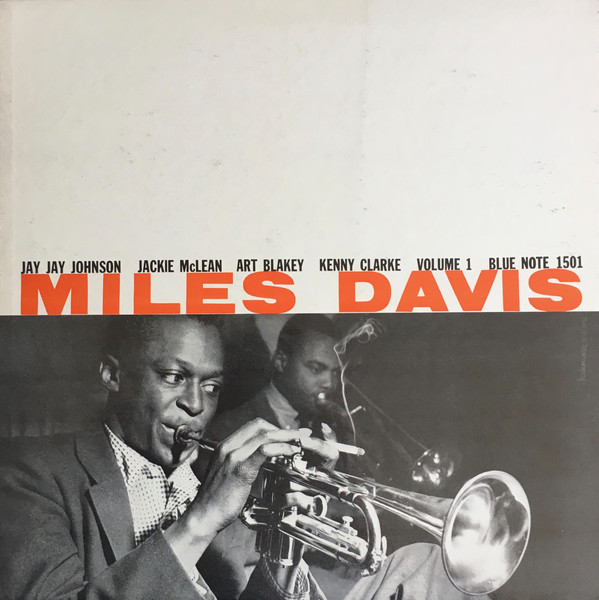 JAY JAY JOHNSON JACKIE McLEAN ART BLAKEY KENNY CLARKE VOLUME 1 BLUE NOTE 1501
MILES DAVIS